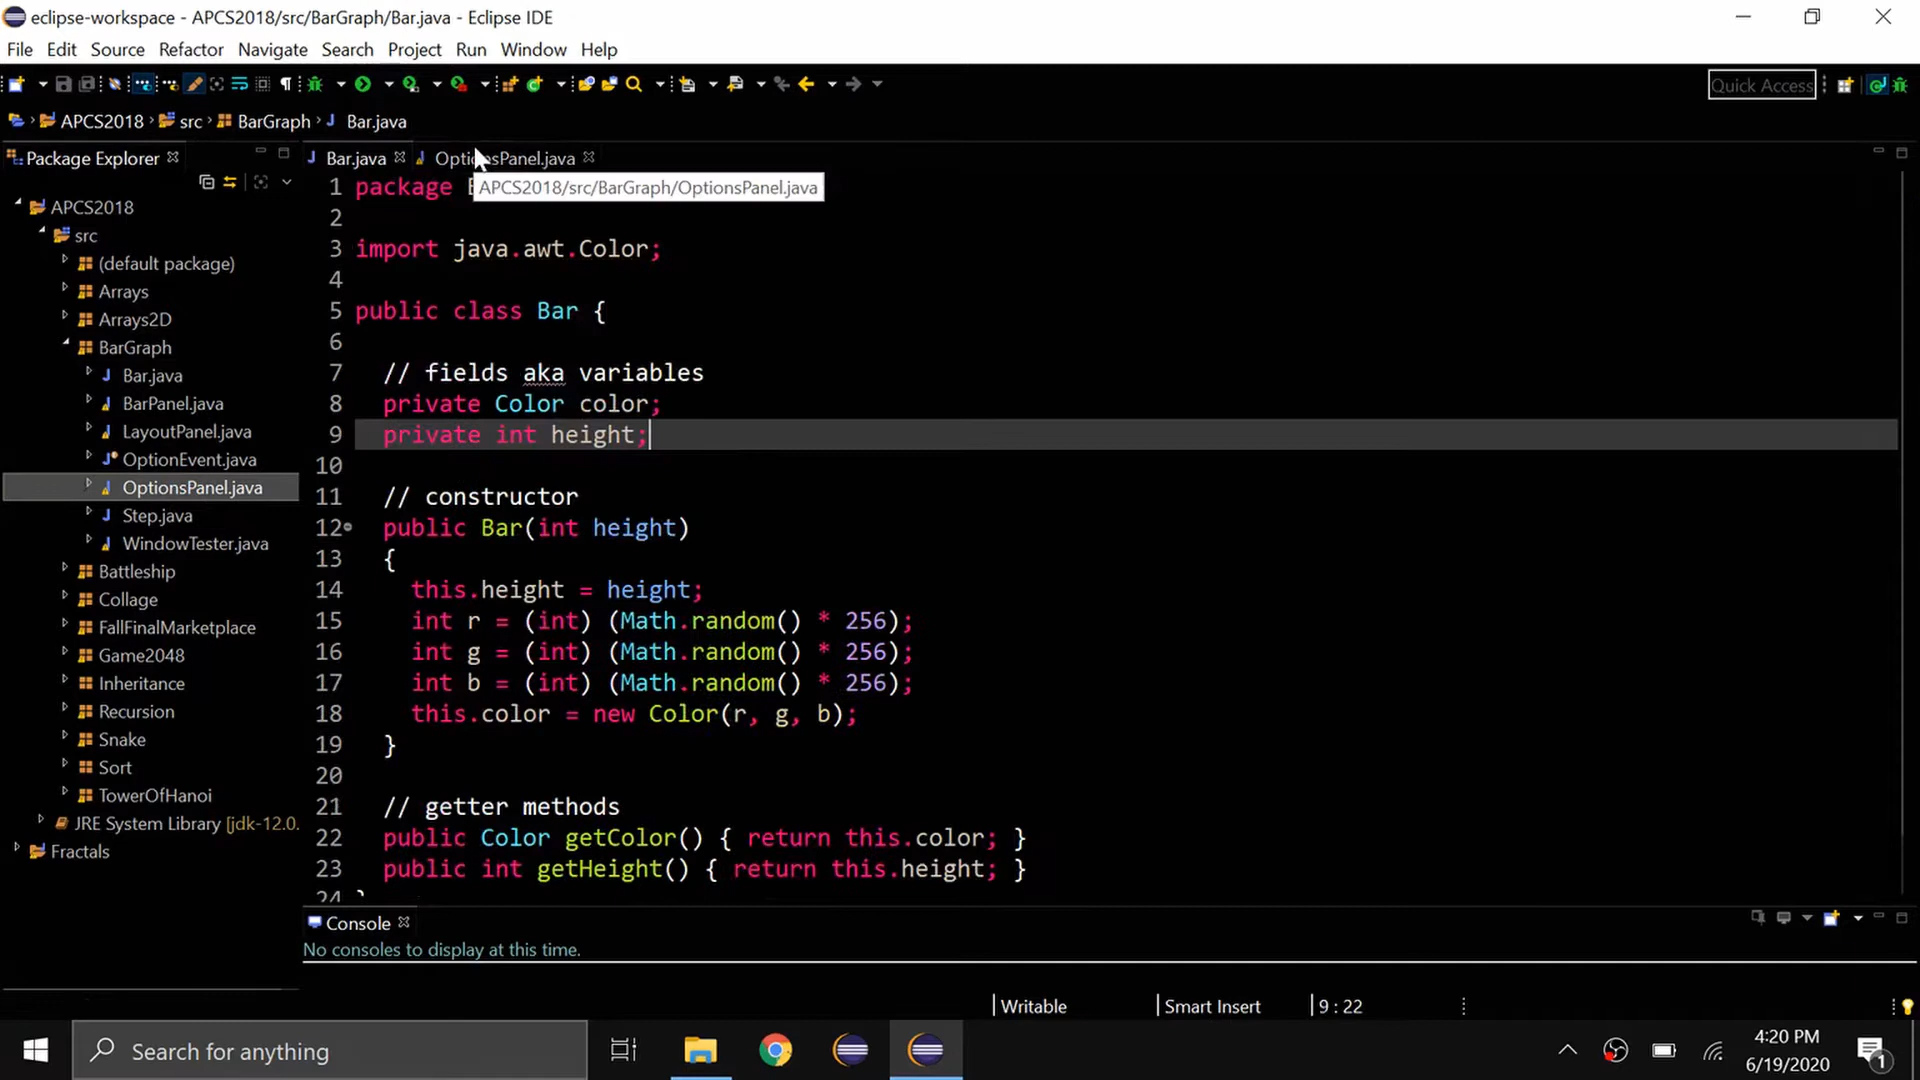 eclipse-workspace - APCS2018/src/BarGraph/Bar.java - Eclipse IDE
File Edit Source Refactor Navigate Search Project Run Window Help
Quick Access
APCS2018 src BarGraph Bar.java
Package Explorer
Bar.java OptionsPanel.java
APCS2018/src/BarGraph/OptionsPanel.java
APCS2018
src
(default package)
Arrays
Arrays2D
BarGraph
Bar.java
BarPanel.java
LayoutPanel.java
OptionEvent.java
OptionsPanel.java
Step.java
WindowTester.java
Battleship
Collage
FallFinalMarketplace
Game2048
Inheritance
Recursion
Snake
Sort
TowerOfHanoi
JRE System Library [jdk-12.0.
Fractals
1 package
2
3 import java.awt.Color;
4
5 public class Bar {
6
7 // fields aka variables
8 private Color color;
9 private int height;
10
11 // constructor
12 public Bar(int height)
13 {
14 this.height = height;
15 int r = (int) (Math.random() * 256);
16 int g = (int) (Math.random() * 256);
17 int b = (int) (Math.random() * 256);
18 this.color = new Color(r, g, b);
19 }
20
21 // getter methods
22 public Color getColor() { return this.color; }
23 public int getHeight() { return this.height; }
24 }
Console
No consoles to display at this time.
Writable Smart Insert 9 : 22
Search for anything
4:20 PM
6/19/2020
1